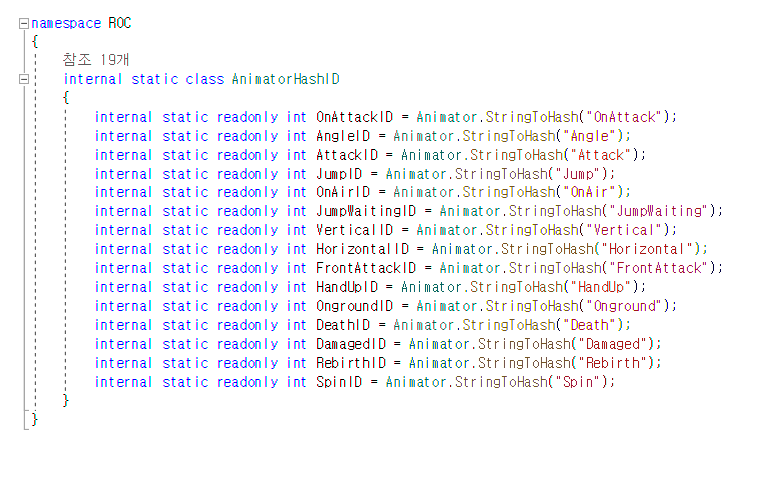 namespace ROC
{
참조 19개
internal static class AnimatorHashID
{
internal static readonly int OnAttackID = Animator.StringToHash("OnAttack");
internal static readonly int AngleID = Animator.StringToHash("Angle");
internal static readonly int AttackID = Animator.StringToHash("Attack");
internal static readonly int JumpID = Animator.StringToHash("Jump");
internal static readonly int OnAirID = Animator.StringToHash("OnAir");
internal static readonly int JumpWaitingID = Animator.StringToHash("JumpWaiting");
internal static readonly int VerticalID = Animator.StringToHash("Vertical");
internal static readonly int HorizontalID = Animator.StringToHash("Horizontal");
internal static readonly int FrontAttackID = Animator.StringToHash("FrontAttack");
internal static readonly int HandUpID = Animator.StringToHash("HandUp");
internal static readonly int OngroundID = Animator.StringToHash("Onground");
internal static readonly int DeathID = Animator.StringToHash("Death");
internal static readonly int DamagedID = Animator.StringToHash("Damaged");
internal static readonly int RebirthID = Animator.StringToHash("Rebirth");
internal static readonly int SpinID = Animator.StringToHash("Spin");
}
}